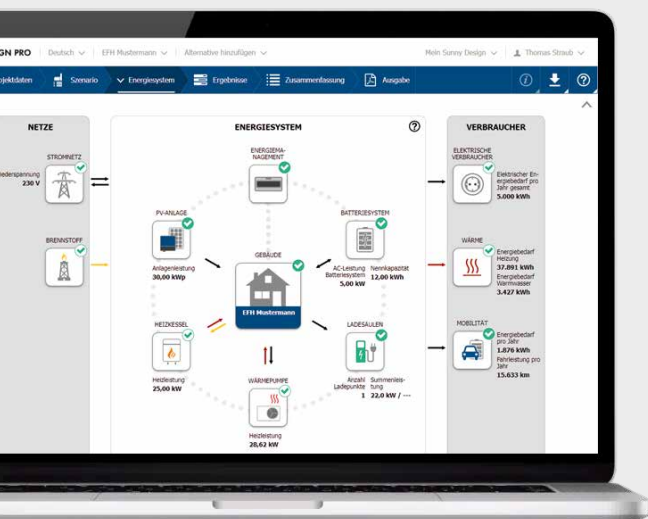 GN PRO
Deutsch
EFH Mustermann
Alternative hinzufügen
Mein Sunny Design
Thomas Straub
ojektdaten
Szenario
Energiesystem
Ergebnisse
Zusammenfassung
Ausgabe
NETZE
STROMNETZ
iederspannung
230 V
BRENNSTOFF
ENERGIESYSTEM
ENERGIEMA-
NAGEMENT
PV-ANLAGE
Anlagenleistung
30,00 kWp
BATTERIESYSTEM
AC-Leistung Nennkapazität
Batteriesystem 12,00 kWh
5,00 kW
GEBÄUDE
EFH Mustermann
HEIZKESSEL
Heizleistung
25,00 kW
LADESÄULEN
Anzahl Summenleis-
Ladepunkte tung
1 22,0 kW / ---
WÄRMEPUMPE
Heizleistung
28,62 kW
VERBRAUCHER
ELEKTRISCHE
VERBRAUCHER
Elektrischer En-
ergiebedarf pro
Jahr gesamt
5.000 kWh
WÄRME
Energiebedarf
Heizung
37.891 kWh
Energiebedarf
Warmwasser
3.427 kWh
MOBILITÄT
Energiebedarf
pro Jahr
1.876 kWh
Fahrleistung pro
Jahr
15.633 km